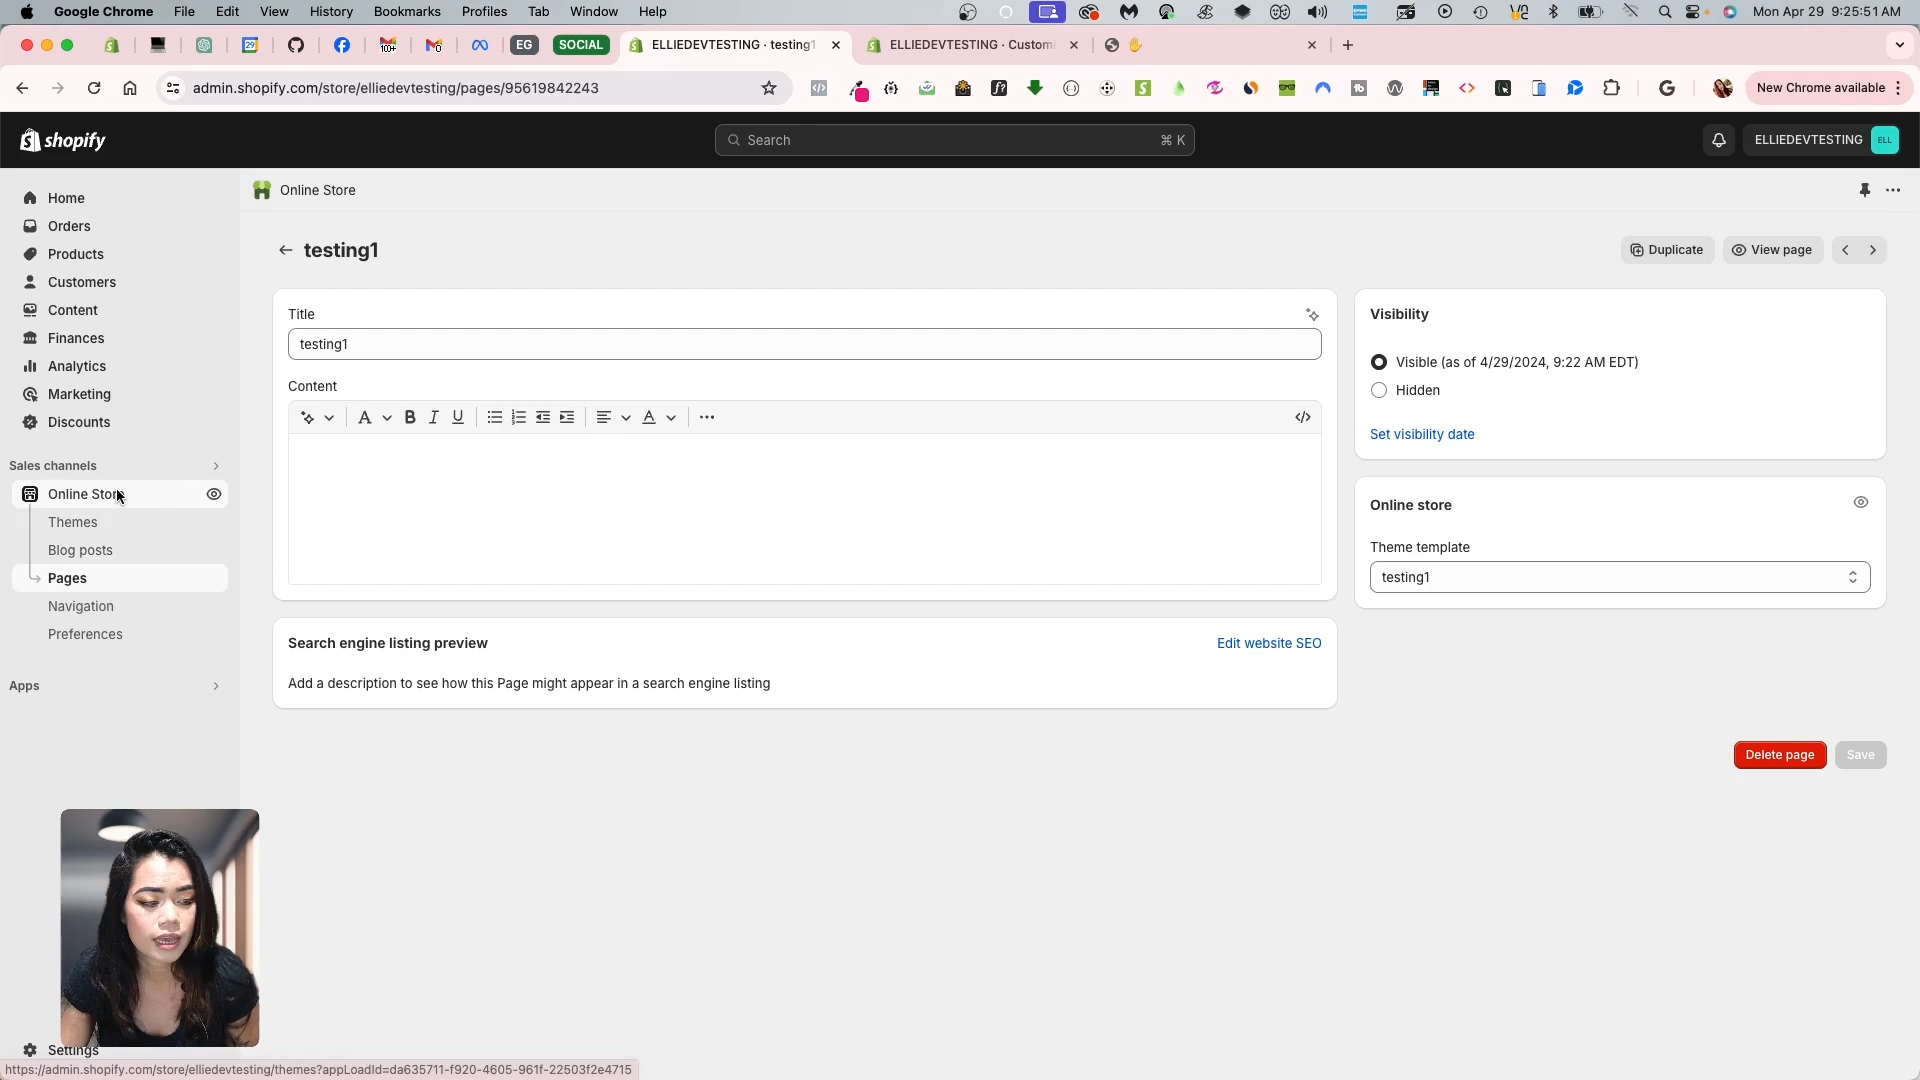 Google Chrome File Edit View History Bookmarks Profiles Tab Window Help Mon Apr 29 9:25:51 AM
EG SOCIAL ELLIEDEVTESTING · testing1 ELLIEDEVTESTING · Custom
admin.shopify.com/store/elliedevtesting/pages/95619842243 New Chrome available
shopify Search ⌘ K ELLIEDEVTESTING ELL
Home
Orders
Products
Customers
Content
Finances
Analytics
Marketing
Discounts
Sales channels
Online Store
Themes
Blog posts
Pages
Navigation
Preferences
Apps
Settings
Online Store
testing1
Duplicate View page
Title
testing1
Content
Search engine listing preview Edit website SEO
Add a description to see how this Page might appear in a search engine listing
Visibility
Visible (as of 4/29/2024, 9:22 AM EDT)
Hidden
Set visibility date
Online store
Theme template
testing1
Delete page Save
https://admin.shopify.com/store/elliedevtesting/themes?appLoadId=da635711-f920-4605-961f-22503f2e4715